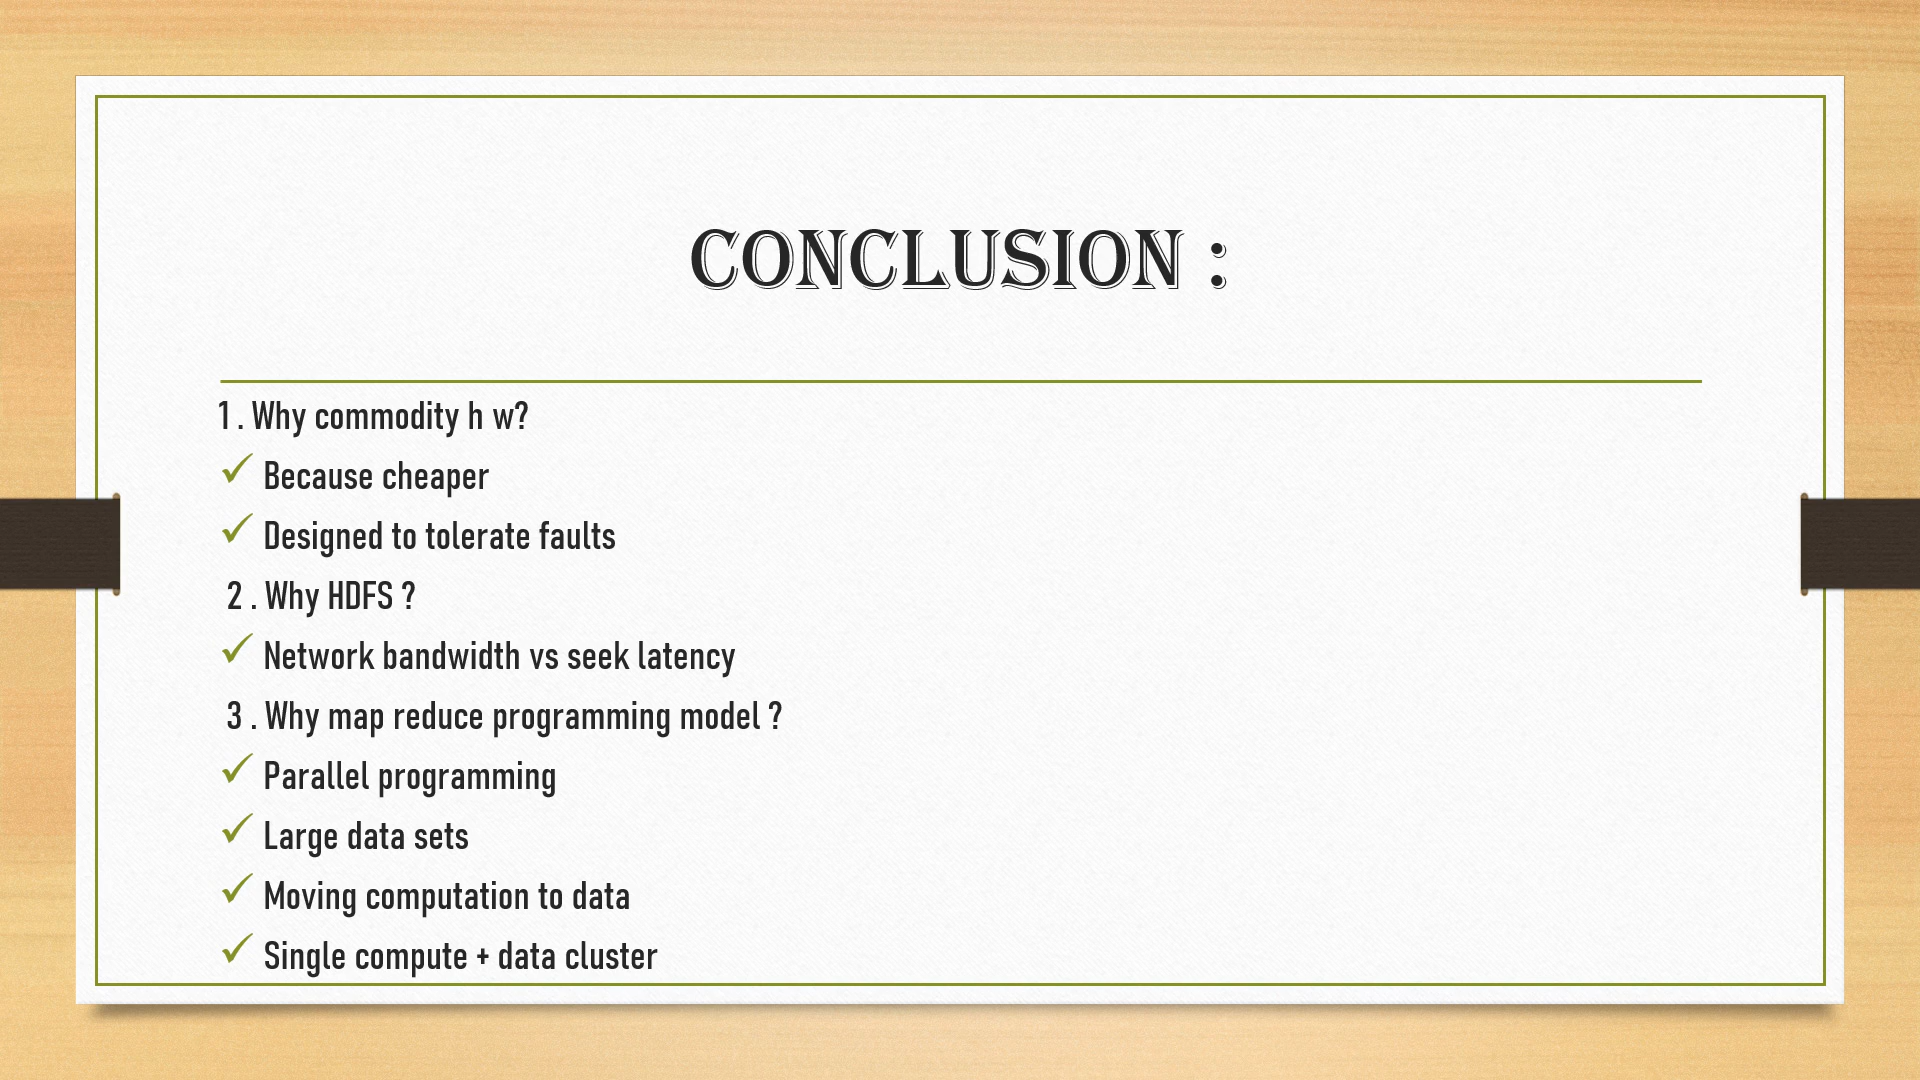 CONCLUSION :
1 . Why commodity h w?
✓ Because cheaper
✓ Designed to tolerate faults
2 . Why HDFS ?
✓ Network bandwidth vs seek latency
3 . Why map reduce programming model ?
✓ Parallel programming
✓ Large data sets
✓ Moving computation to data
✓ Single compute + data cluster